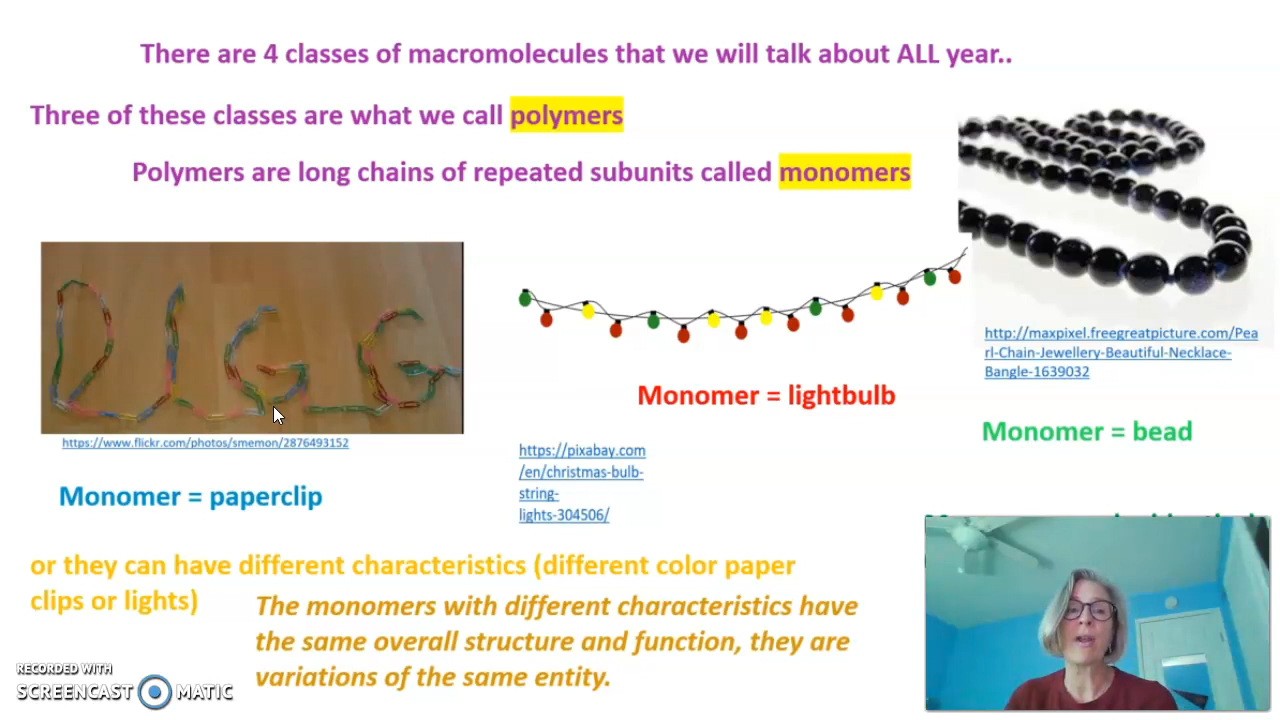 There are 4 classes of macromolecules that we will talk about ALL year..
Three of these classes are what we call polymers
Polymers are long chains of repeated subunits called monomers
https://www.flickr.com/photos/smemon/2876493152
Monomer = paperclip
Monomer = lightbulb
https://pixabay.com
/en/christmas-bulb-
string-
lights-304506/
http://maxpixel.freegreatpicture.com/Pea
rl-Chain-Jewellery-Beautiful-Necklace-
Bangle-1639032
Monomer = bead
or they can have different characteristics (different color paper
clips or lights)
The monomers with different characteristics have
the same overall structure and function, they are
variations of the same entity.
RECORDED WITH
SCREENCAST MATIC